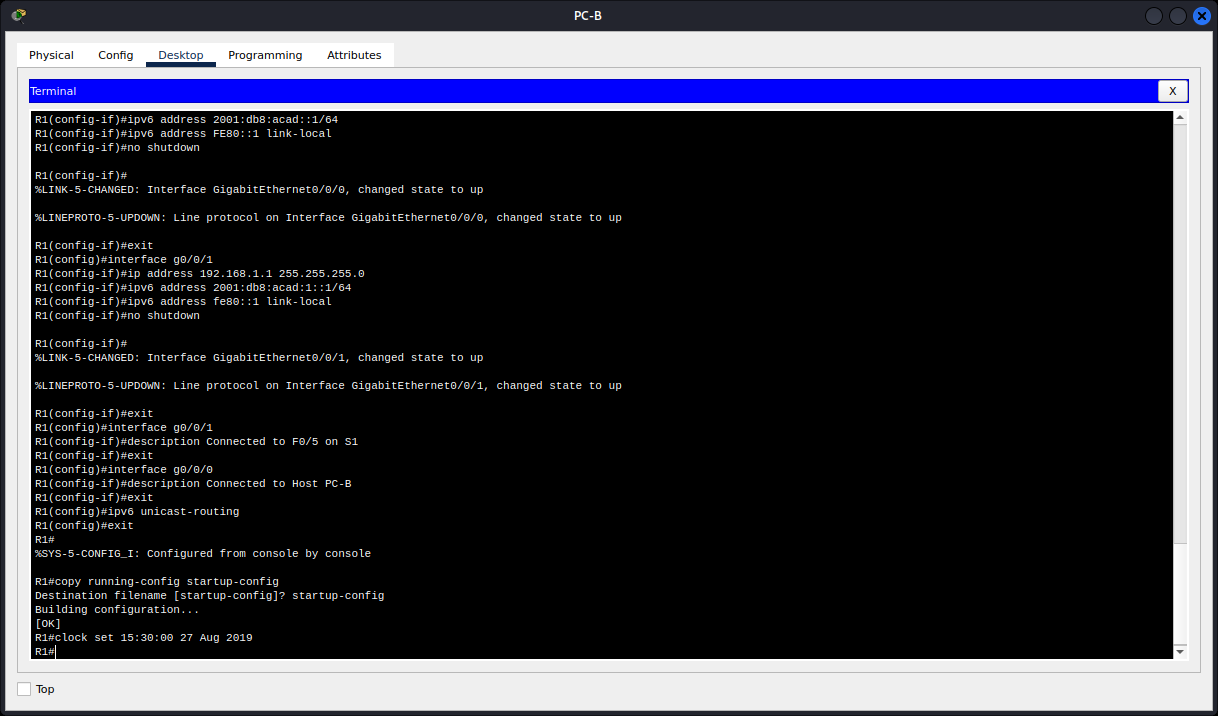 PC-B
Physical Config Desktop Programming Attributes
Terminal X
R1(config-if)#ipv6 address 2001:db8:acad::1/64
R1(config-if)#ipv6 address FE80::1 link-local
R1(config-if)#no shutdown
R1(config-if)#
%LINK-5-CHANGED: Interface GigabitEthernet0/0/0, changed state to up
%LINEPROTO-5-UPDOWN: Line protocol on Interface GigabitEthernet0/0/0, changed state to up
R1(config-if)#exit
R1(config)#interface g0/0/1
R1(config-if)#ip address 192.168.1.1 255.255.255.0
R1(config-if)#ipv6 address 2001:db8:acad:1::1/64
R1(config-if)#ipv6 address fe80::1 link-local
R1(config-if)#no shutdown
R1(config-if)#
%LINK-5-CHANGED: Interface GigabitEthernet0/0/1, changed state to up
%LINEPROTO-5-UPDOWN: Line protocol on Interface GigabitEthernet0/0/1, changed state to up
R1(config-if)#exit
R1(config)#interface g0/0/1
R1(config-if)#description Connected to F0/5 on S1
R1(config-if)#exit
R1(config)#interface g0/0/0
R1(config-if)#description Connected to Host PC-B
R1(config-if)#exit
R1(config)#ipv6 unicast-routing
R1(config)#exit
R1#
%SYS-5-CONFIG_I: Configured from console by console
R1#copy running-config startup-config
Destination filename [startup-config]? startup-config
Building configuration...
[OK]
R1#clock set 15:30:00 27 Aug 2019
R1#
Top